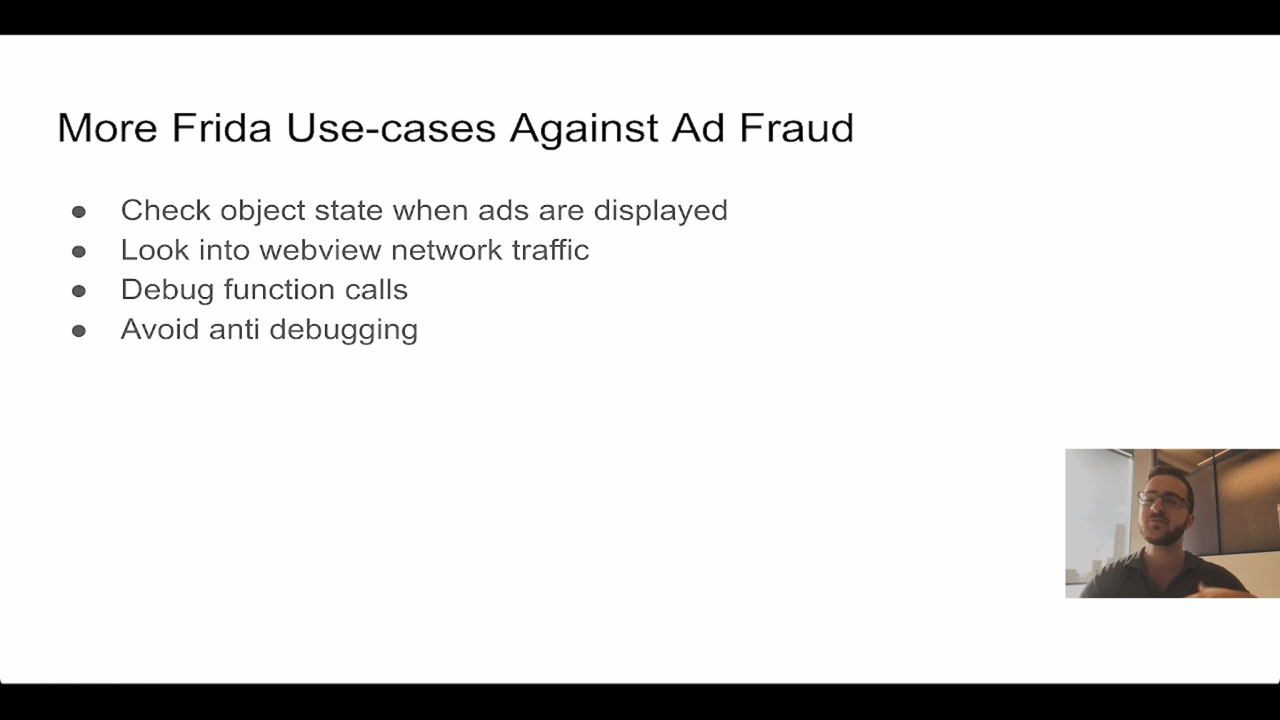 More Frida Use-cases Against Ad Fraud
● Check object state when ads are displayed
● Look into webview network traffic
● Debug function calls
● Avoid anti debugging